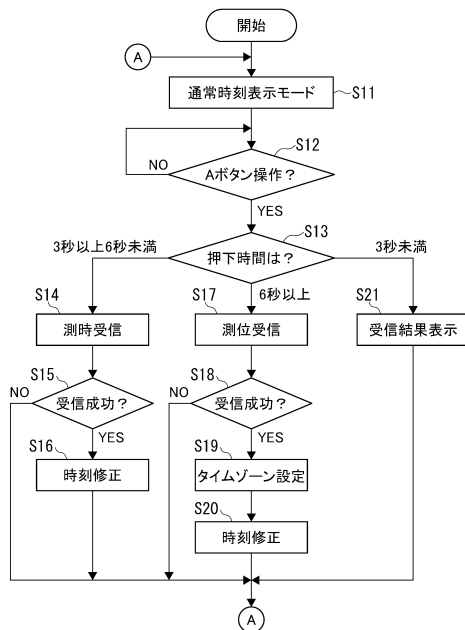 開始
A
通常時刻表示モード
S11
S12
Aボタン操作？
NO
YES
S13
押下時間は？
3秒以上6秒未満
6秒以上
3秒未満
S14
測時受信
S17
測位受信
S21
受信結果表示
S15
受信成功？
NO
YES
S18
受信成功？
NO
YES
S16
時刻修正
S19
タイムゾーン設定
S20
時刻修正
A